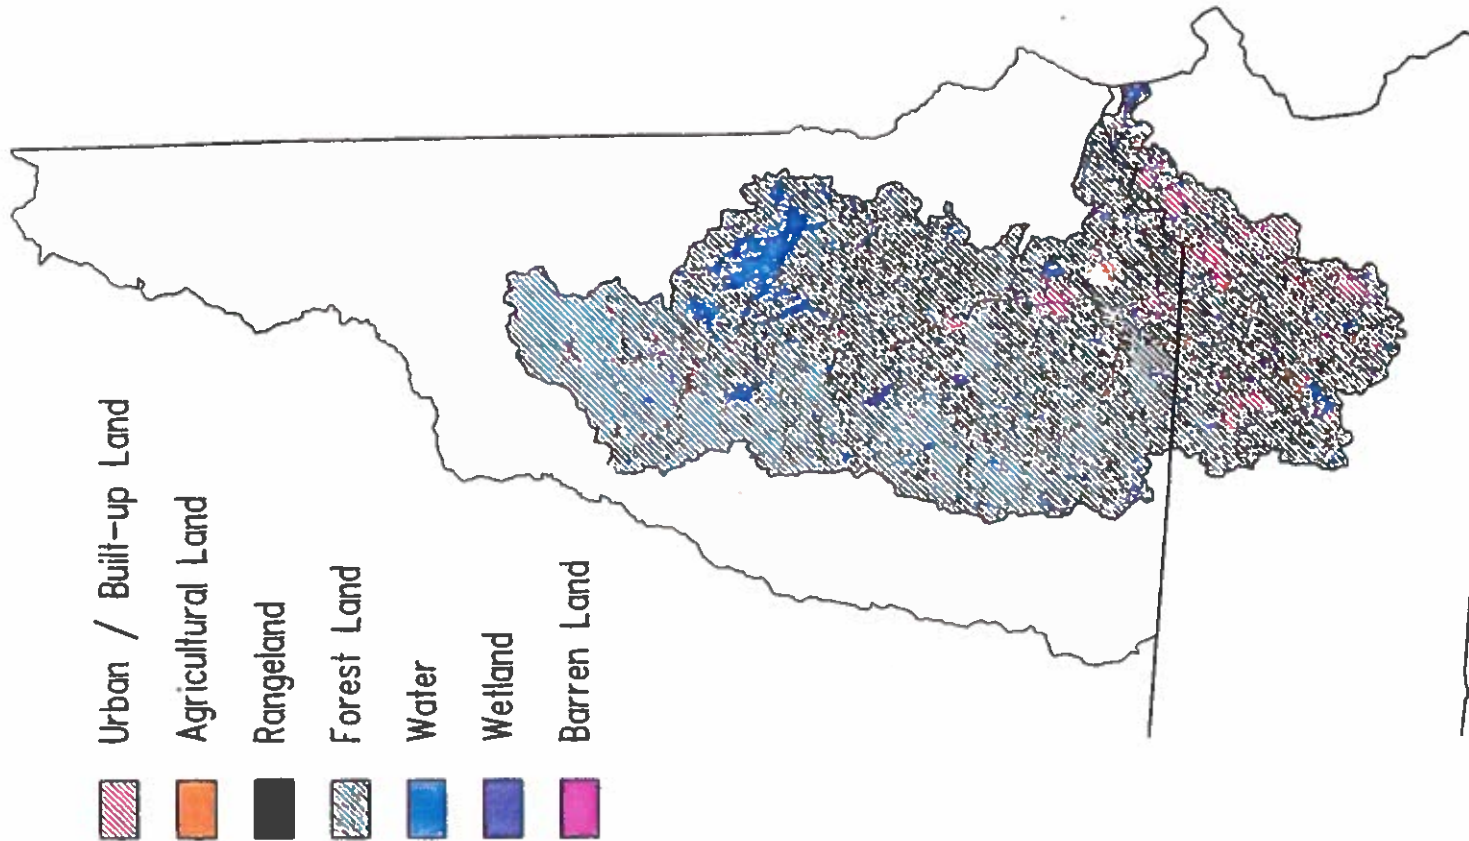 Urban / Built-up Land
Agricultural Land
Rangeland
Forest Land
Water
Wetland
Barren Land